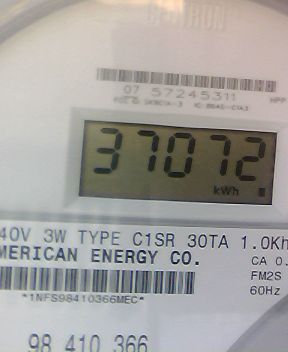 07 57245311
37072
kWh
40V 3W TYPE C1SR 30TA 1.0Kh
MERICAN ENERGY CO.
CA 0.
FM2S
60Hz
*1NFS98410366MEC*
98 410 366